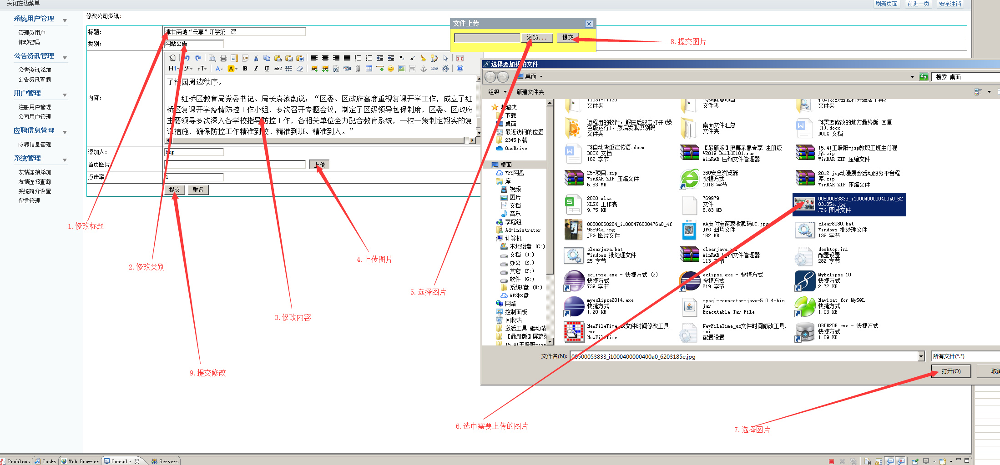 关闭左边菜单
刷新页面 前进一页 安全注销
系统用户管理
管理员用户
修改密码
公告资讯管理
公告资讯添加
公告资讯查询
用户管理
注册用户管理
公司用户管理
应聘信息管理
应聘信息管理
系统管理
友情连接添加
友情连接查询
系统简介设置
留言管理
修改公司资讯:
标题:
津甘两地“云享”开学第一课
类别:
网站公告
内容:
了校园周边秩序。
红桥区教育局党委书记、局长袁滨渤说：“区委、区政府高度重视复课开学工作，成立了红
桥区复课开学疫情防控工作小组，多次召开专题会议，制定了区级领导包保制度，区委、区政府
主要领导多次深入各学校指导防控工作，各相关单位全力配合教育系统，一校一策制定翔实的复
课措施，确保防控工作精准到校、精准到班、精准到人。”
添加人:
hsg
首页图片:
上传
点击率:
1
提交 重置
文件上传
浏览... 提交
1.修改标题
2.修改类别
3.修改内容
4.上传图片
5.选择图片
6.选中需要上传的图片
7.选择图片
8.提交图片
9.提交修改
选择要加载的文件
桌面
搜索 桌面
组织 新建文件夹
收藏夹
下载
桌面
最近访问的位置
2345下载
OneDrive
桌面
WPS网盘
库
视频
图片
文档
音乐
家庭组
Administrator
计算机
本地磁盘 (C:)
文档 (D:)
办公 (E:)
其它 (F:)
软件 (G:)
系统U盘 (H:)
WPS网盘
网络
控制面板
回收站
激活工具.驱动精
【最新版】屏幕录
15.41王培阳-jsp
11031-11130
文件夹
代码修复项目
文件夹
也可以双击我打开激活工具2
文件夹
远程用的软件，解压后双击打开(绿
色版运行)，然后发我识别码
文件夹
桌面文件汇总
文件夹
~$需要修改的地方最终版-回复
(1).docx
DOCX 文档
~$自动降重宣传语.docx
DOCX 文档
162 字节
【最新版】屏幕录像专家 注册版
V2019 Build0101.rar
WinRAR 压缩文件管理器
15.41王培阳-jsp教职工班主任程
序.zip
WinRAR ZIP 压缩文件
25-项目.zip
WinRAR ZIP 压缩文件
6.83 MB
360安全浏览器
快捷方式
1018 字节
2012-jsp动漫展会活动服务平台程
序.zip
WinRAR ZIP 压缩文件
2020.xlsx
XLSX 工作表
9.75 KB
769979
文件
6.83 MB
00500053833_i1000400000400a0_62
03185e.jpg
JPG 图片文件
00500060224_i1000476000476a0_4f
9bf94a.jpg
JPG 图片文件
AA支付宝商家收款码DY.jpg
JPG 图片文件
182 KB
clear8080.bat
Windows 批处理文件
139 字节
clearjava.bat
Windows 批处理文件
25 字节
clearjava.rar
WinRAR 压缩文件管理器
113 字节
desktop.ini
配置设置
282 字节
eclipse.exe - 快捷方式 (2)
快捷方式
739 字节
eclipse.exe - 快捷方式
快捷方式
619 字节
MyEclipse 10
快捷方式
2.72 KB
myeclipse2014.exe
快捷方式
1.20 KB
mysql-connector-java-5.0.4-bin.
jar
Executable Jar File
Navicat for MySQL
快捷方式
1.03 KB
NewFileTime_uc文件时间修改工具.
exe
NewFileTime
NewFileTime_uc文件时间修改工具.
ini
配置设置
OBDB2DB.exe - 快捷方式
快捷方式
1.09 KB
文件名(N): 00500053833_i1000400000400a0_6203185e.jpg 所有文件(*.*)
打开(O) 取消
Problems Tasks Web Browser Console Servers